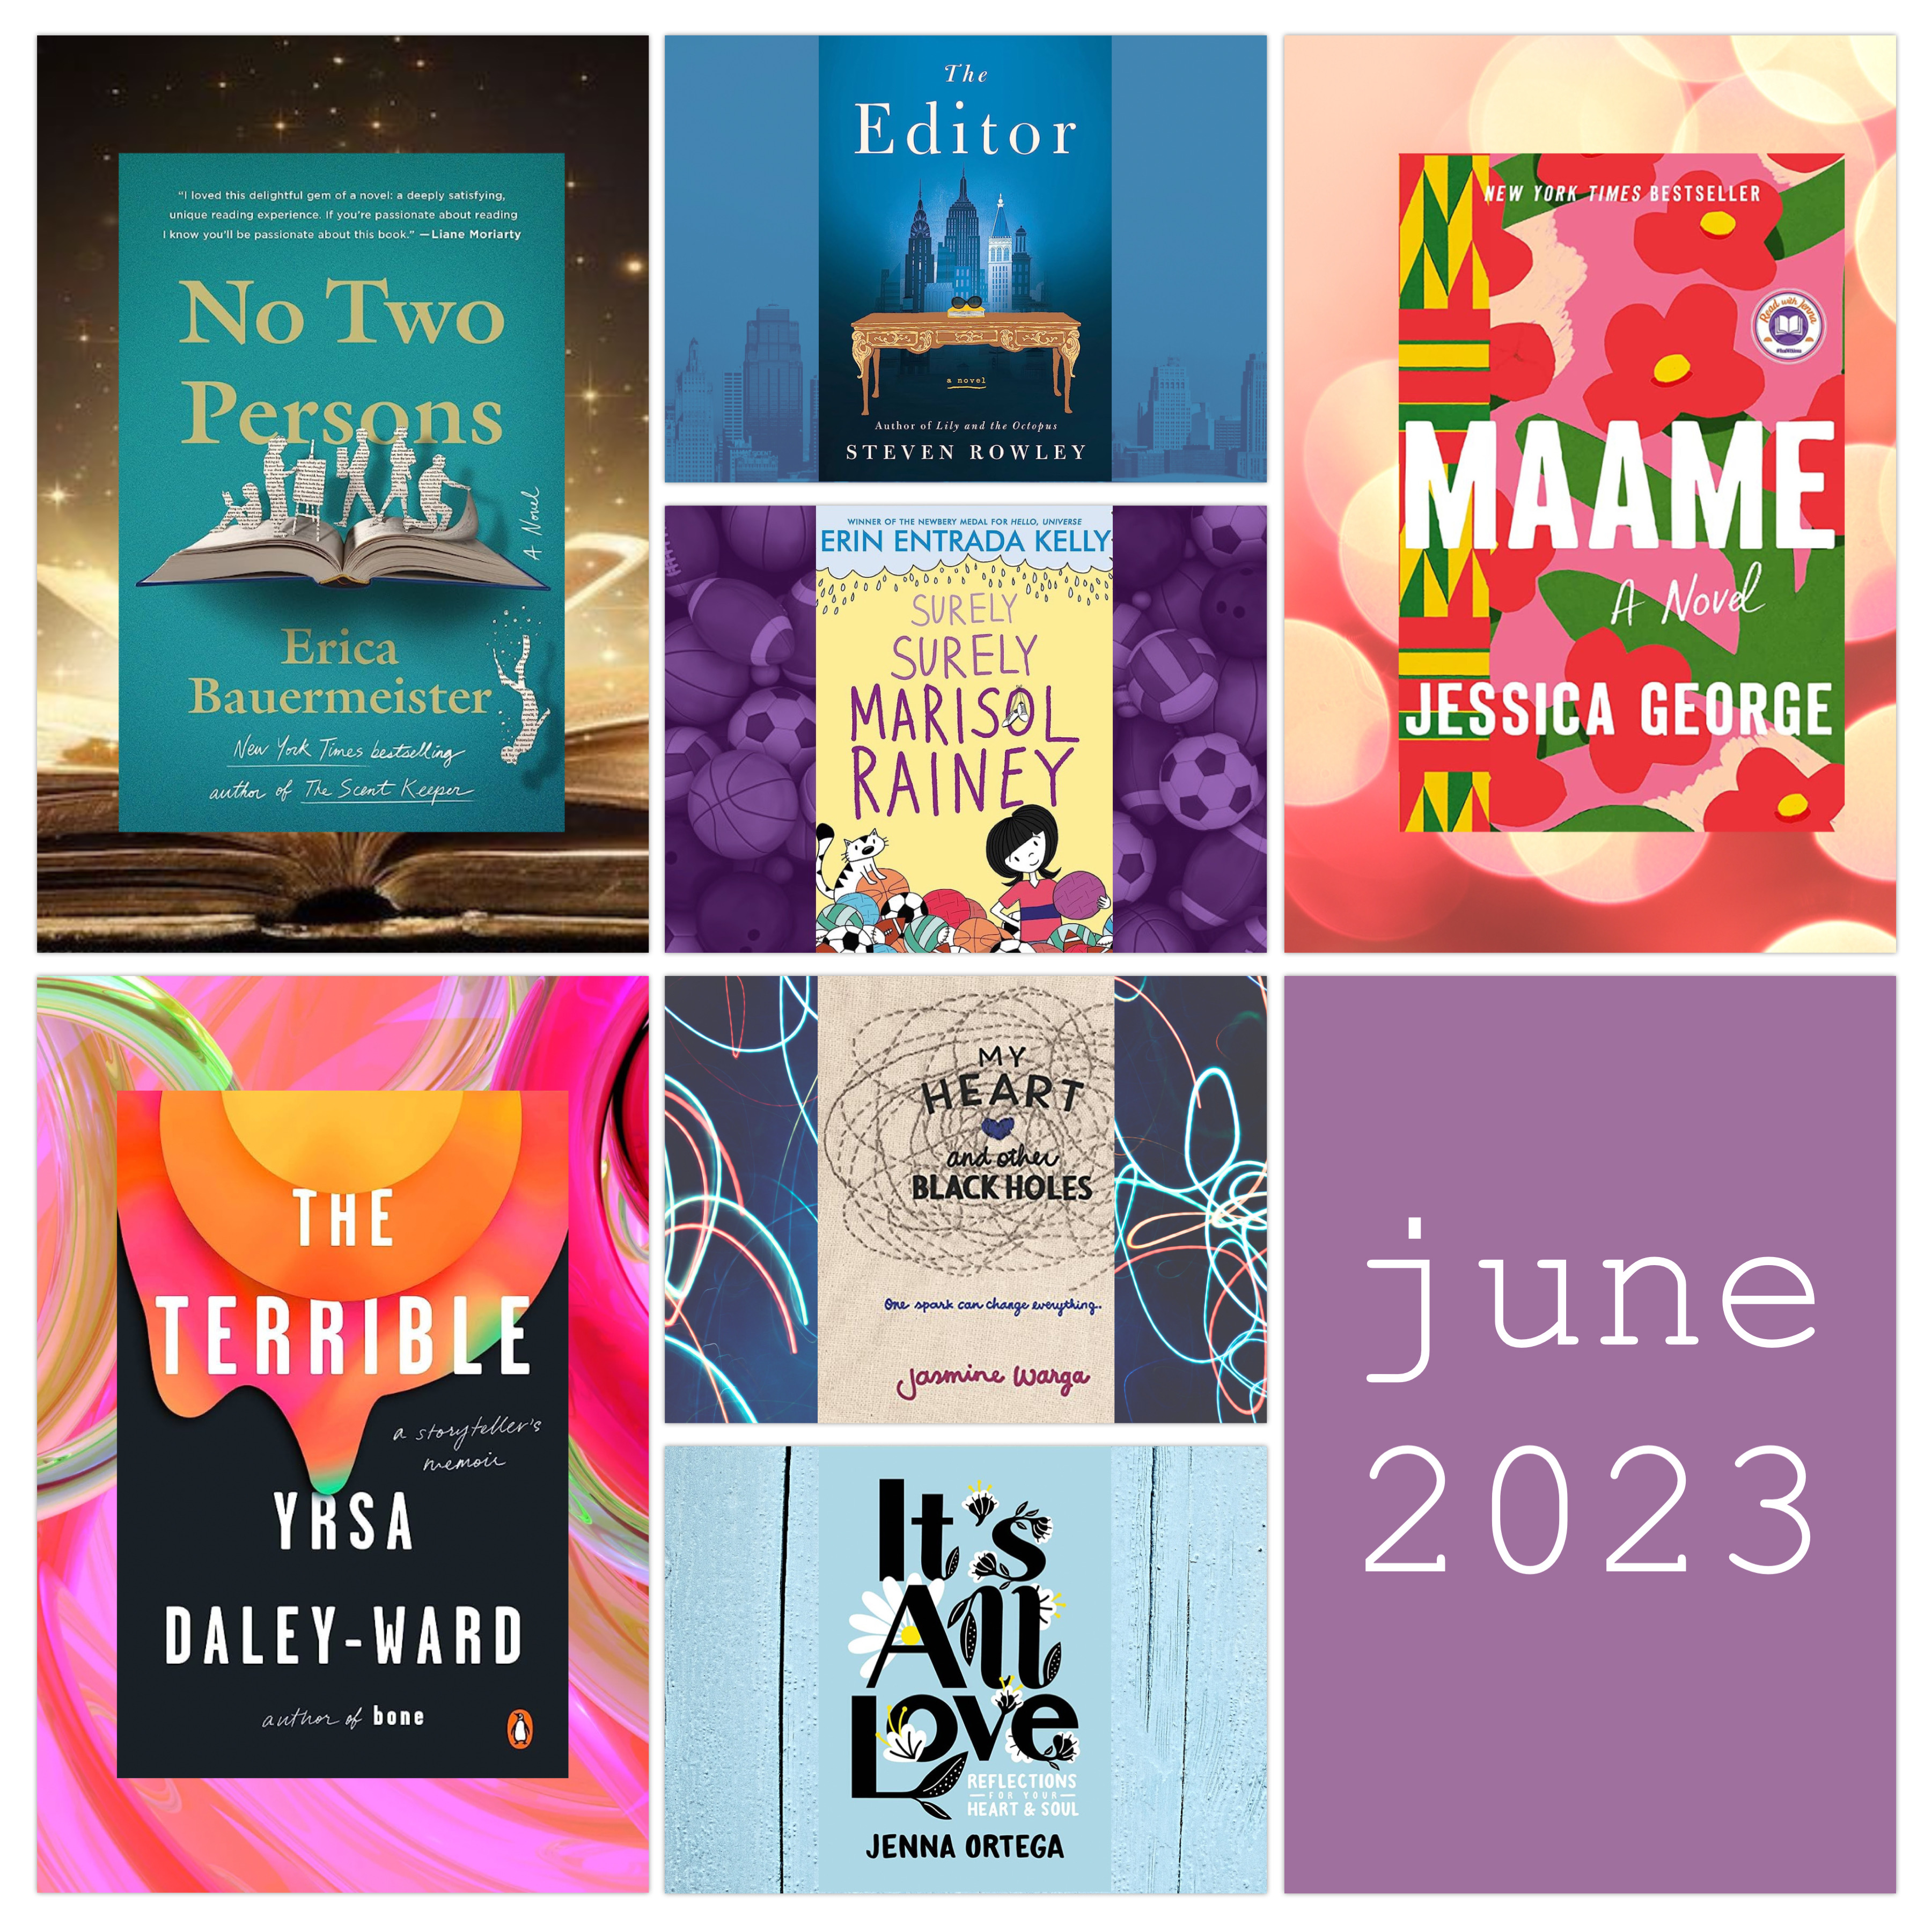 “I loved this delightful gem of a novel: a deeply satisfying,
unique reading experience. If you’re passionate about reading
I know you’ll be passionate about this book.” —Liane Moriarty
No Two
Persons
A Novel
Erica
Bauermeister
New York Times bestselling
author of The Scent Keeper
The
Editor
a novel
Author of Lily and the Octopus
STEVEN ROWLEY
WINNER OF THE NEWBERY MEDAL FOR HELLO, UNIVERSE
ERIN ENTRADA KELLY
SURELY
SURELY
MARISOL
RAINEY
NEW YORK TIMES BESTSELLER
Read with Jenna
MAAME
A Novel
JESSICA GEORGE
THE
TERRIBLE
a storyteller's
memoir
YRSA
DALEY-WARD
author of bone
MY
HEART
and other
BLACK HOLES
One spark can change everything.
Jasmine Warga
It's
All
Love
REFLECTIONS
FOR YOUR
HEART & SOUL
JENNA ORTEGA
june
2023